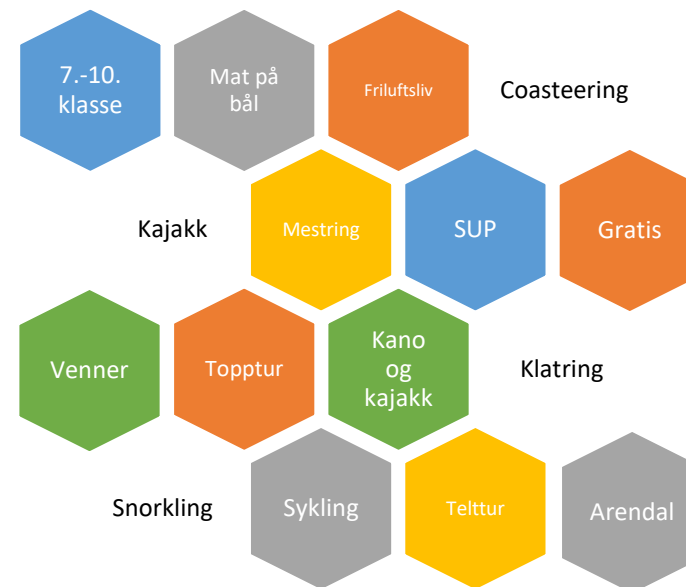 7.-10.
klasse
Mat på
bål
Friluftsliv
Coasteering
Kajakk
Mestring
SUP
Gratis
Venner
Topptur
Kano
og
kajakk
Klatring
Snorkling
Sykling
Telttur
Arendal